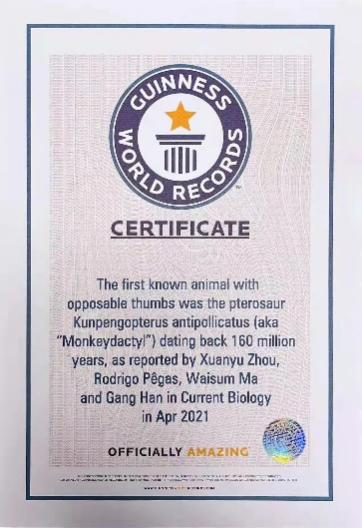 GUINNESS
WORLD RECORDS
CERTIFICATE
The first known animal with
opposable thumbs was the pterosaur
Kunpengopterus antipollicatus (aka
"Monkeydactyl") dating back 160 million
years, as reported by Xuanyu Zhou,
Rodrigo Pêgas, Waisum Ma
and Gang Han in Current Biology
in Apr 2021
OFFICIALLY AMAZING